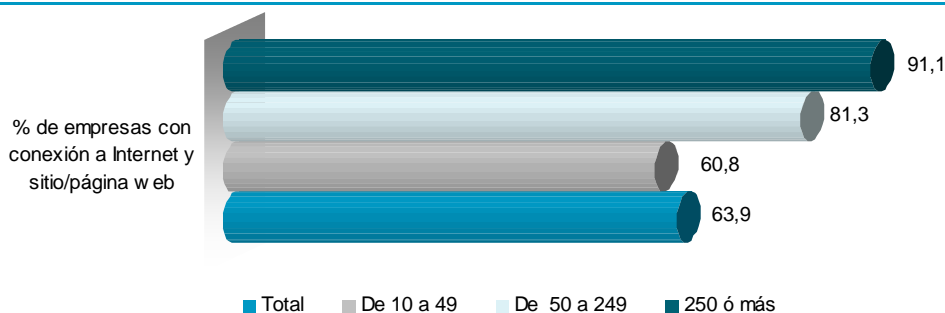 91,1
81,3
% de empresas con
conexión a Internet y
sitio/página w eb
60,8
63,9
Total De 10 a 49 De 50 a 249 250 ó más